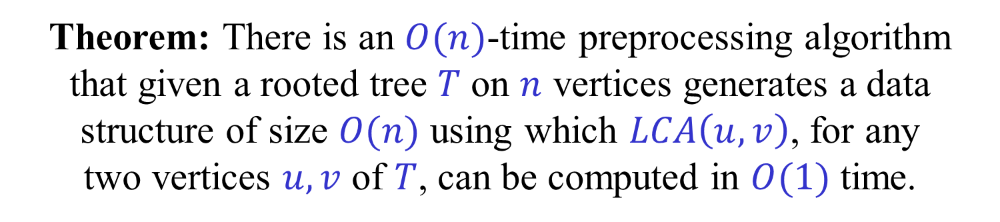 Theorem: There is an O(n)-time preprocessing algorithm
that given a rooted tree T on n vertices generates a data
structure of size O(n) using which LCA(u, v), for any
two vertices u, v of T, can be computed in O(1) time.